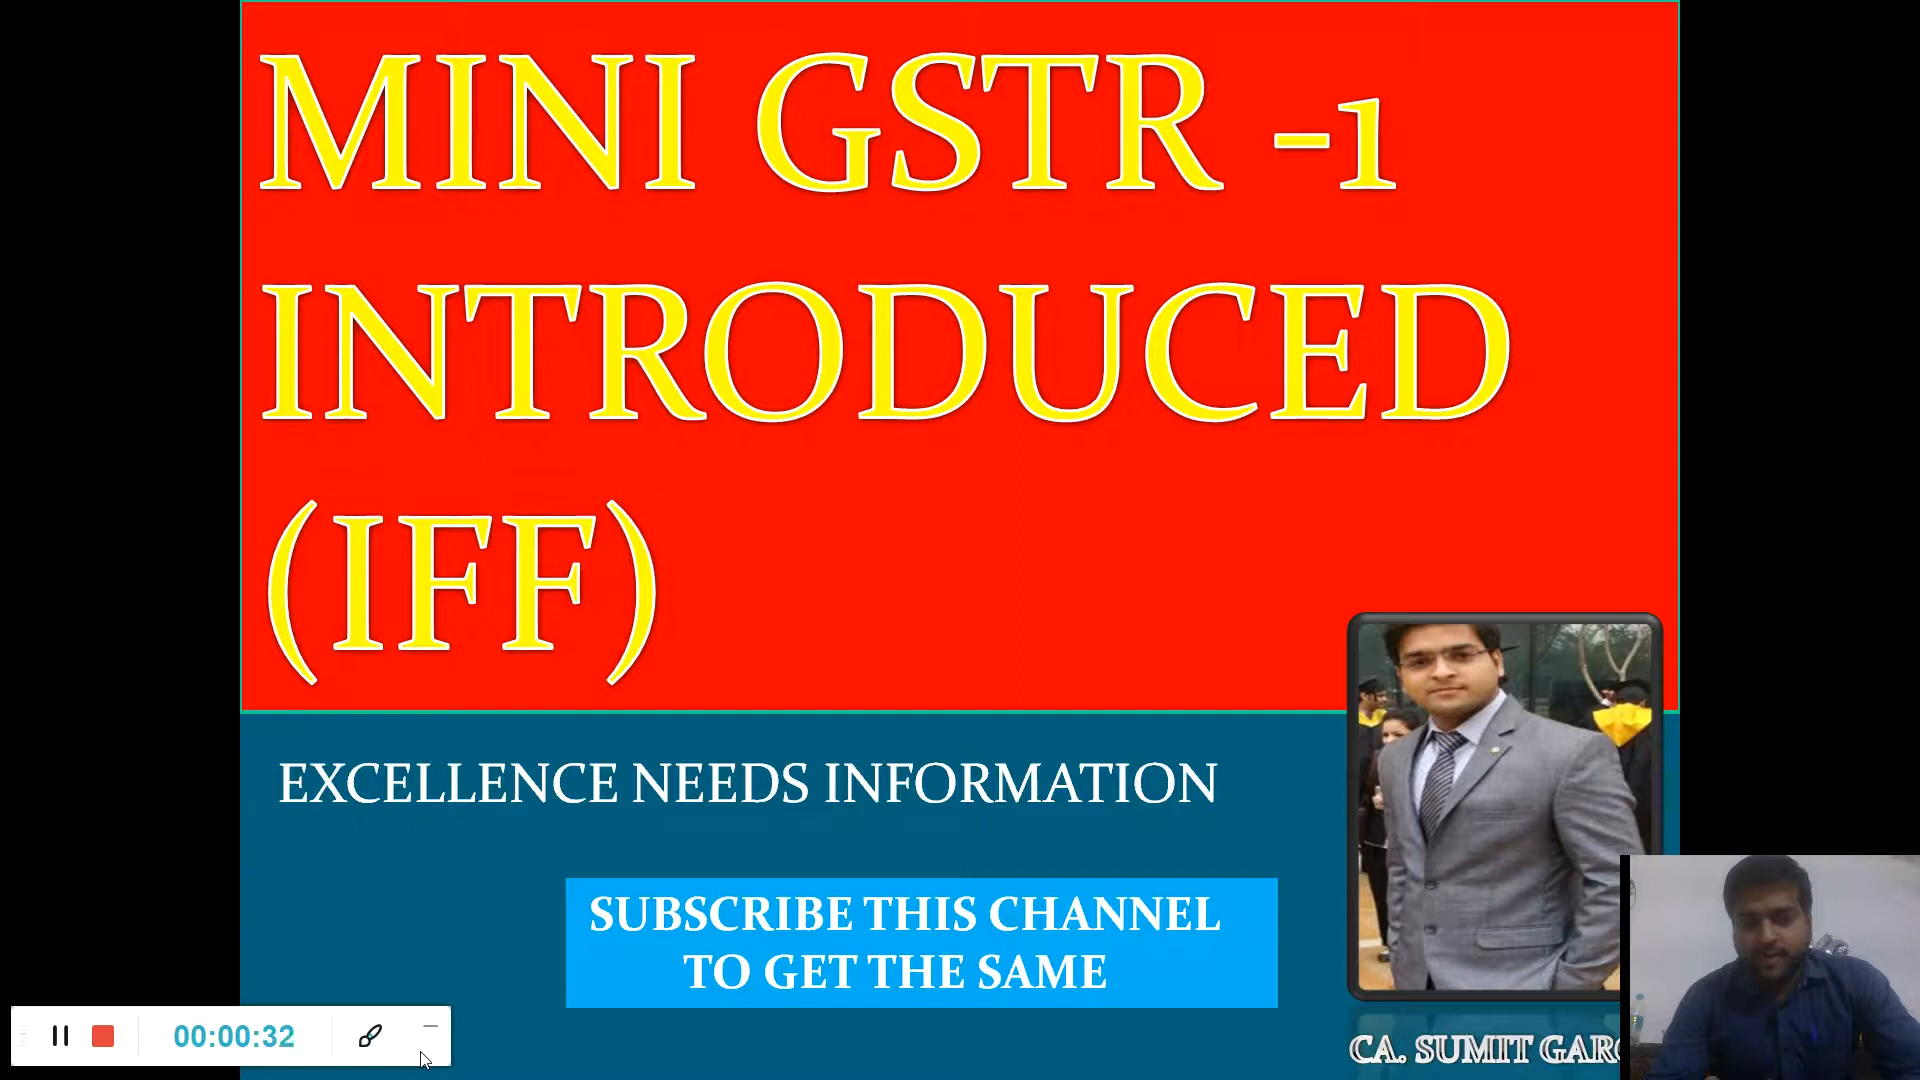 MINI GSTR -1
INTRODUCED
(IFF)
EXCELLENCE NEEDS INFORMATION
SUBSCRIBE THIS CHANNEL
TO GET THE SAME
00:00:32
CA. SUMIT